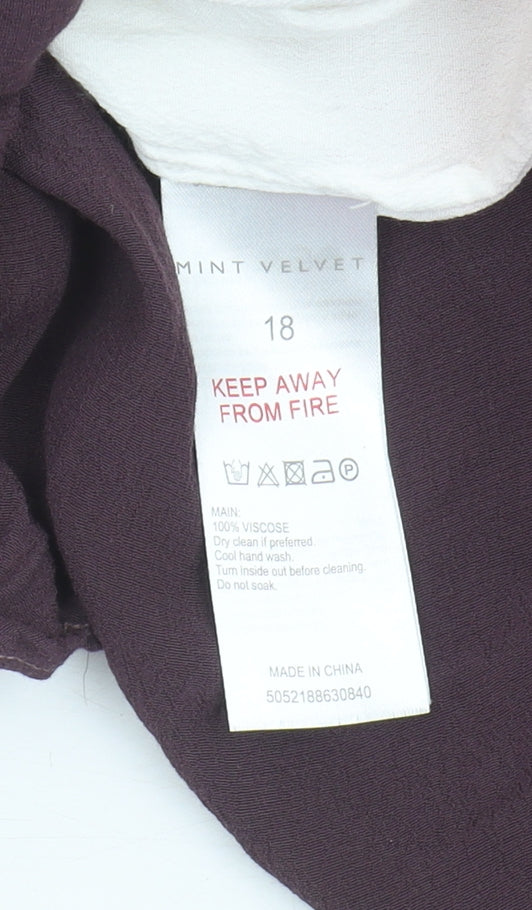 MINT VELVET
18
KEEP AWAY
FROM FIRE
P
MAIN:
100% VISCOSE
Dry clean if preferred.
Cool hand wash.
Turn inside out before cleaning.
Do not soak.
MADE IN CHINA
5052188630840